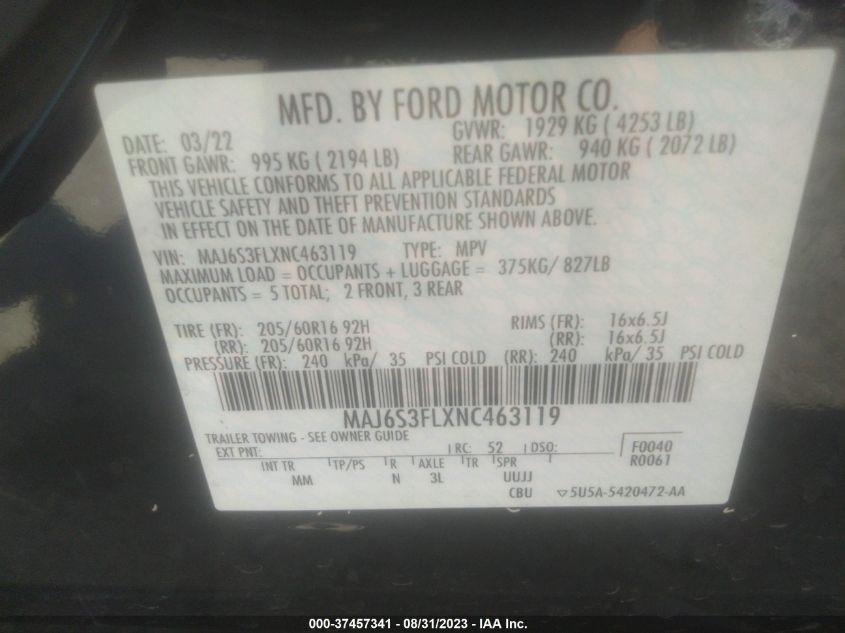 MFD. BY FORD MOTOR CO.
DATE: 03/22 GVWR: 1929 KG ( 4253 LB)
FRONT GAWR: 995 KG ( 2194 LB) REAR GAWR: 940 KG ( 2072 LB)
THIS VEHICLE CONFORMS TO ALL APPLICABLE FEDERAL MOTOR
VEHICLE SAFETY AND THEFT PREVENTION STANDARDS
IN EFFECT ON THE DATE OF MANUFACTURE SHOWN ABOVE.
VIN: MAJ6S3FLXNC463119 TYPE: MPV
MAXIMUM LOAD = OCCUPANTS + LUGGAGE = 375KG/ 827LB
OCCUPANTS = 5 TOTAL; 2 FRONT, 3 REAR
TIRE (FR): 205/60R16 92H RIMS (FR): 16x6.5J
(RR): 205/60R16 92H (RR): 16x6.5J
PRESSURE (FR): 240 kPa/ 35 PSI COLD (RR): 240 kPa/ 35 PSI COLD
MAJ6S3FLXNC463119
TRAILER TOWING - SEE OWNER GUIDE
EXT PNT: RC: 52 DSO: F0040
R0061
INT TR TP/PS R AXLE TR SPR
MM N 3L UUJJ
CBU ▽5U5A-5420472-AA
000-37457341 - 08/31/2023 - IAA Inc.